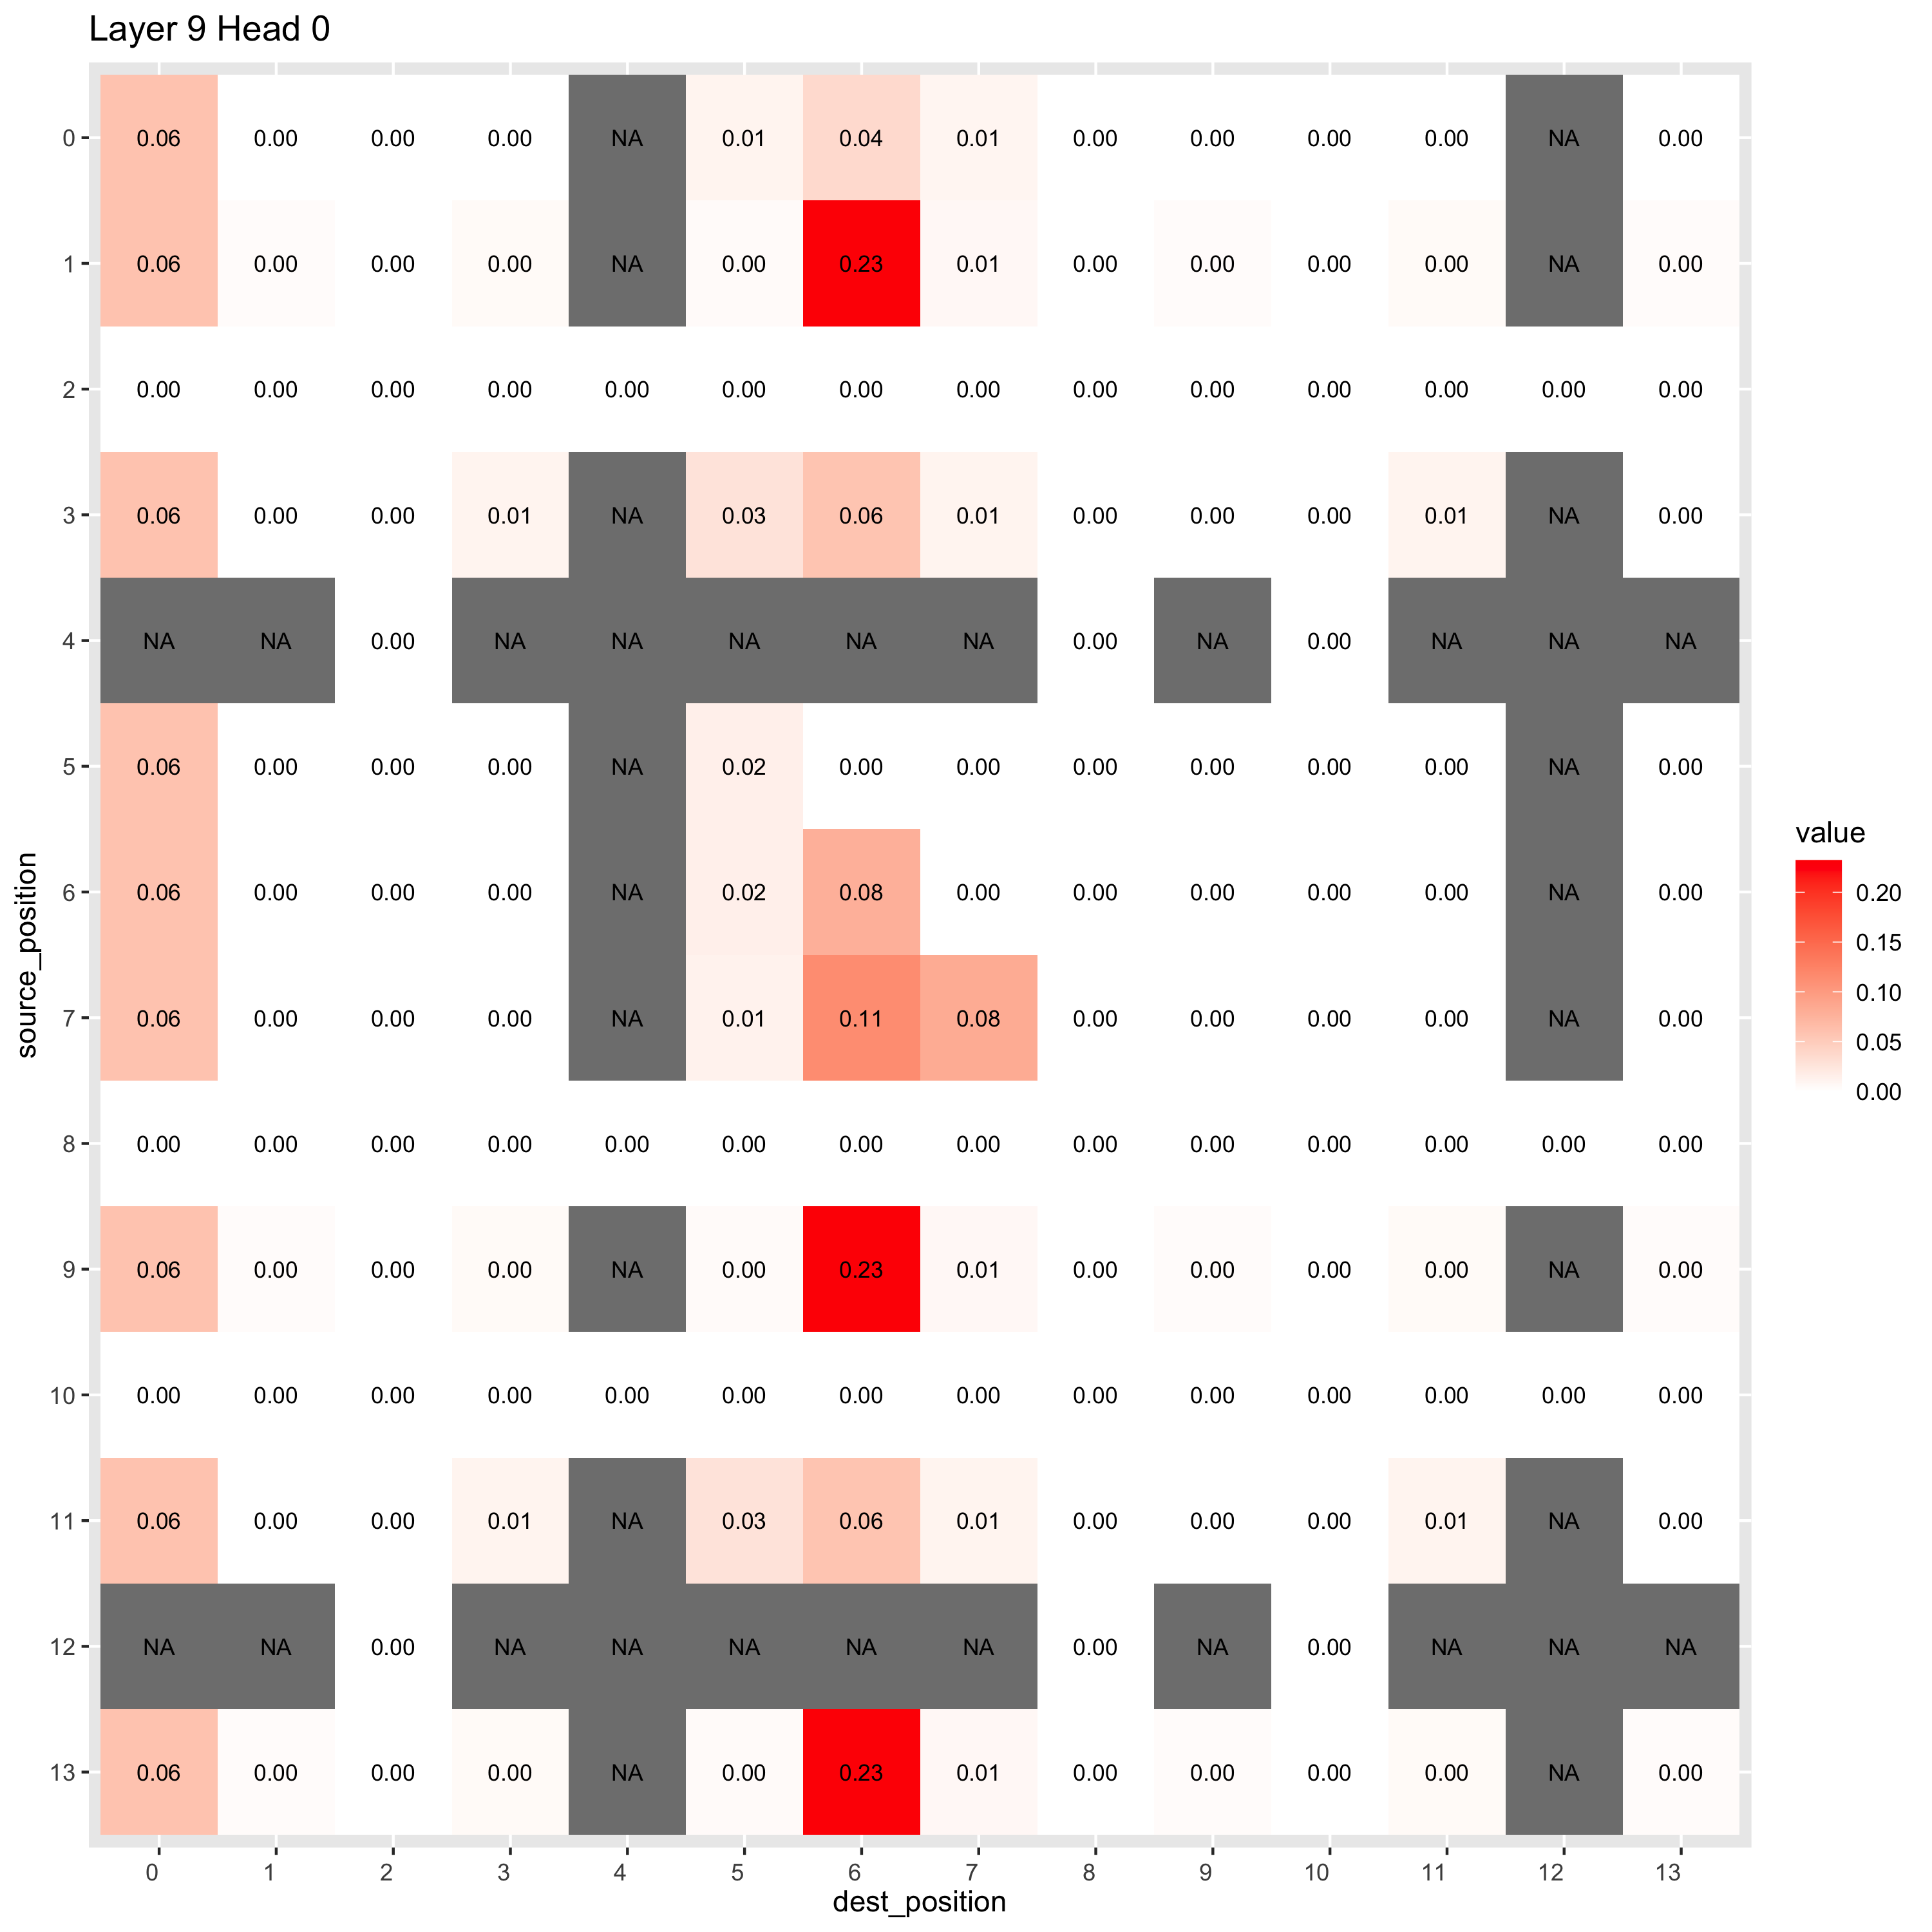 Layer 9 Head 0
0 0.06 0.00 0.00 0.00 NA 0.01 0.04 0.01 0.00 0.00 0.00 0.00 NA 0.00
1 0.06 0.00 0.00 0.00 NA 0.00 0.23 0.01 0.00 0.00 0.00 0.00 NA 0.00
2 0.00 0.00 0.00 0.00 0.00 0.00 0.00 0.00 0.00 0.00 0.00 0.00 0.00 0.00
3 0.06 0.00 0.00 0.01 NA 0.03 0.06 0.01 0.00 0.00 0.00 0.01 NA 0.00
4 NA NA 0.00 NA NA NA NA NA 0.00 NA 0.00 NA NA NA
5 0.06 0.00 0.00 0.00 NA 0.02 0.00 0.00 0.00 0.00 0.00 0.00 NA 0.00
6 0.06 0.00 0.00 0.00 NA 0.02 0.08 0.00 0.00 0.00 0.00 0.00 NA 0.00
7 0.06 0.00 0.00 0.00 NA 0.01 0.11 0.08 0.00 0.00 0.00 0.00 NA 0.00
8 0.00 0.00 0.00 0.00 0.00 0.00 0.00 0.00 0.00 0.00 0.00 0.00 0.00 0.00
9 0.06 0.00 0.00 0.00 NA 0.00 0.23 0.01 0.00 0.00 0.00 0.00 NA 0.00
10 0.00 0.00 0.00 0.00 0.00 0.00 0.00 0.00 0.00 0.00 0.00 0.00 0.00 0.00
11 0.06 0.00 0.00 0.01 NA 0.03 0.06 0.01 0.00 0.00 0.00 0.01 NA 0.00
12 NA NA 0.00 NA NA NA NA NA 0.00 NA 0.00 NA NA NA
13 0.06 0.00 0.00 0.00 NA 0.00 0.23 0.01 0.00 0.00 0.00 0.00 NA 0.00
0 1 2 3 4 5 6 7 8 9 10 11 12 13
dest_position
source_position
value
0.20
0.15
0.10
0.05
0.00